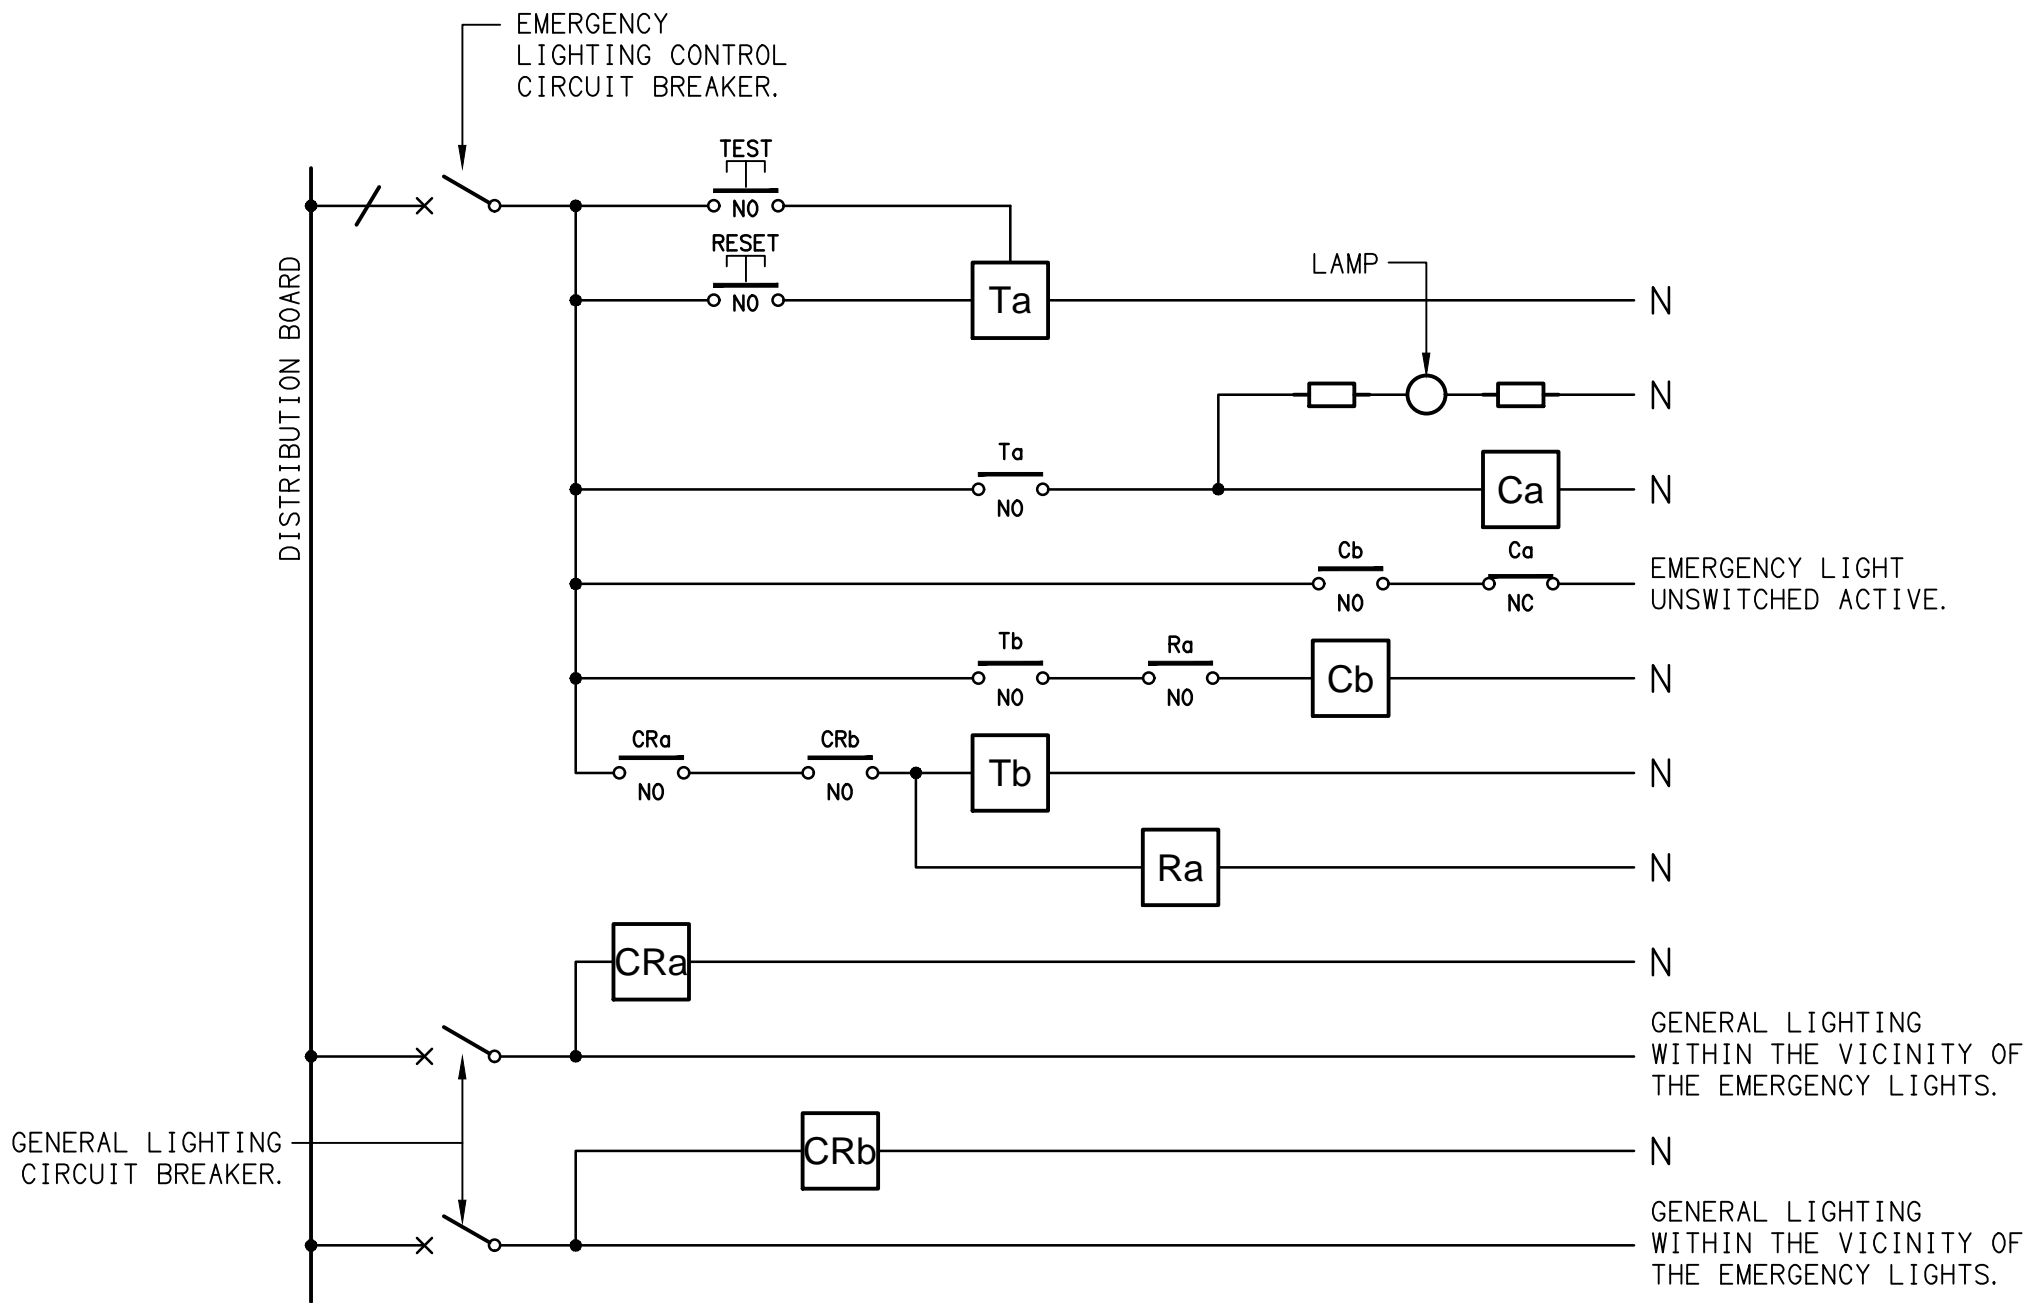 EMERGENCY
LIGHTING CONTROL
CIRCUIT BREAKER.
TEST
NO
RESET
NO
DISTRIBUTION BOARD
Ta
N
LAMP
N
Ta
NO
Ca
N
Cb
NO
Ca
NC
EMERGENCY LIGHT
UNSWITCHED ACTIVE.
Tb
NO
Ra
NO
Cb
N
CRa
NO
CRb
NO
Tb
N
Ra
N
CRa
N
GENERAL LIGHTING
WITHIN THE VICINITY OF
THE EMERGENCY LIGHTS.
GENERAL LIGHTING
CIRCUIT BREAKER.
CRb
N
GENERAL LIGHTING
WITHIN THE VICINITY OF
THE EMERGENCY LIGHTS.